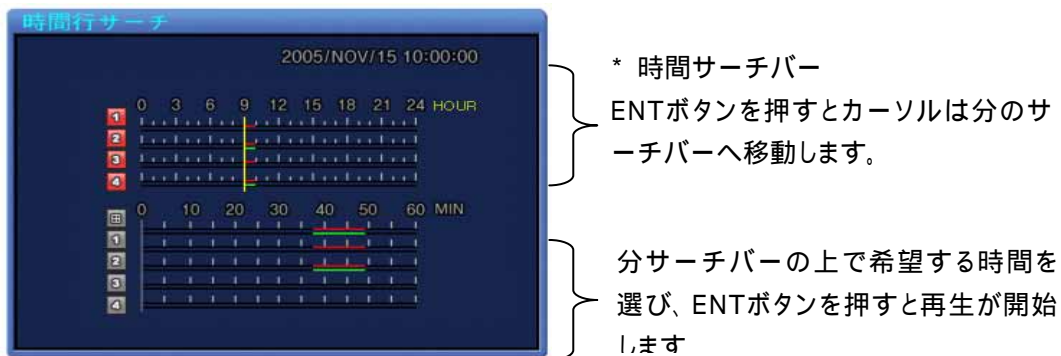 時間行サーチ
2005/NOV/15 10:00:00
0 3 6 9 12 15 18 21 24 HOUR
1
2
3
4
0 10 20 30 40 50 60 MIN
1
2
3
4
* 時間サーチバー
ENTボタンを押すとカーソルは分のサ
ーチバーへ移動します。
分サーチバーの上で希望する時間を
選び、ENTボタンを押すと再生が開始
します